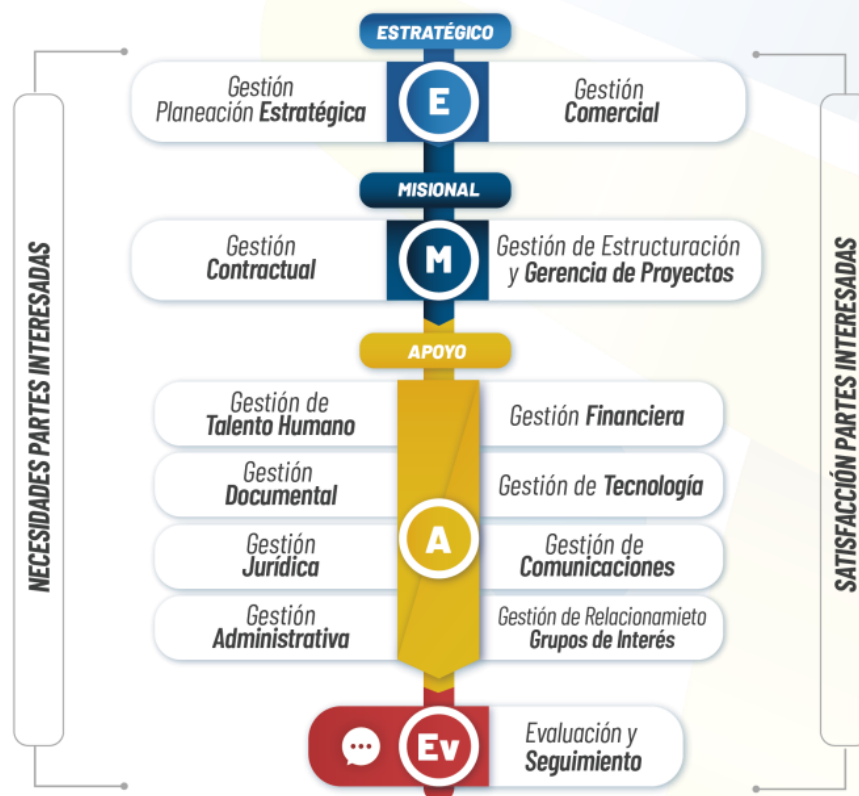 ESTRATÉGICO
Gestión
Planeación Estratégica
E
Gestión
Comercial
MISIONAL
Gestión
Contractual
M
Gestión de Estructuración
y Gerencia de Proyectos
APOYO
Gestión de
Talento Humano
Gestión Financiera
Gestión
Documental
Gestión de Tecnología
A
Gestión
Jurídica
Gestión de
Comunicaciones
Gestión
Administrativa
Gestión de Relacionamieto
Grupos de Interés
Ev
Evaluación y
Seguimiento
NECESIDADES PARTES INTERESADAS
SATISFACCIÓN PARTES INTERESADAS